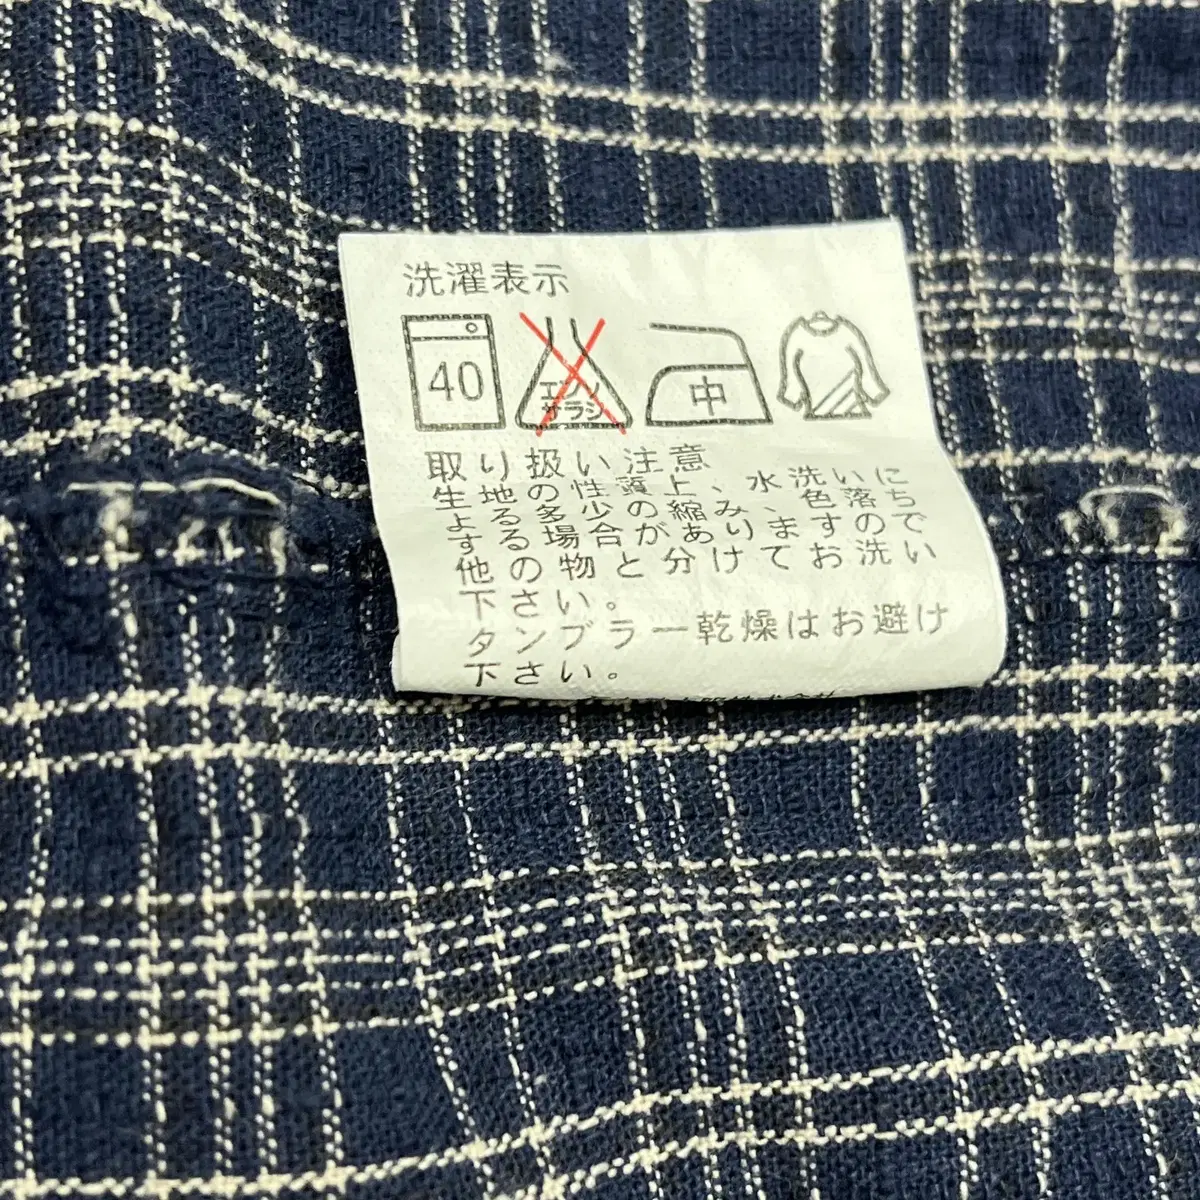 洗濯表示
40
エンソ
サラシ
中
取り扱い注意
生地の性質上、水洗いに
よる多少の縮み、色落ち
する場合がありますので
他の物と分けてお洗い
下さい。
タンブラー乾燥はお避け
下さい。